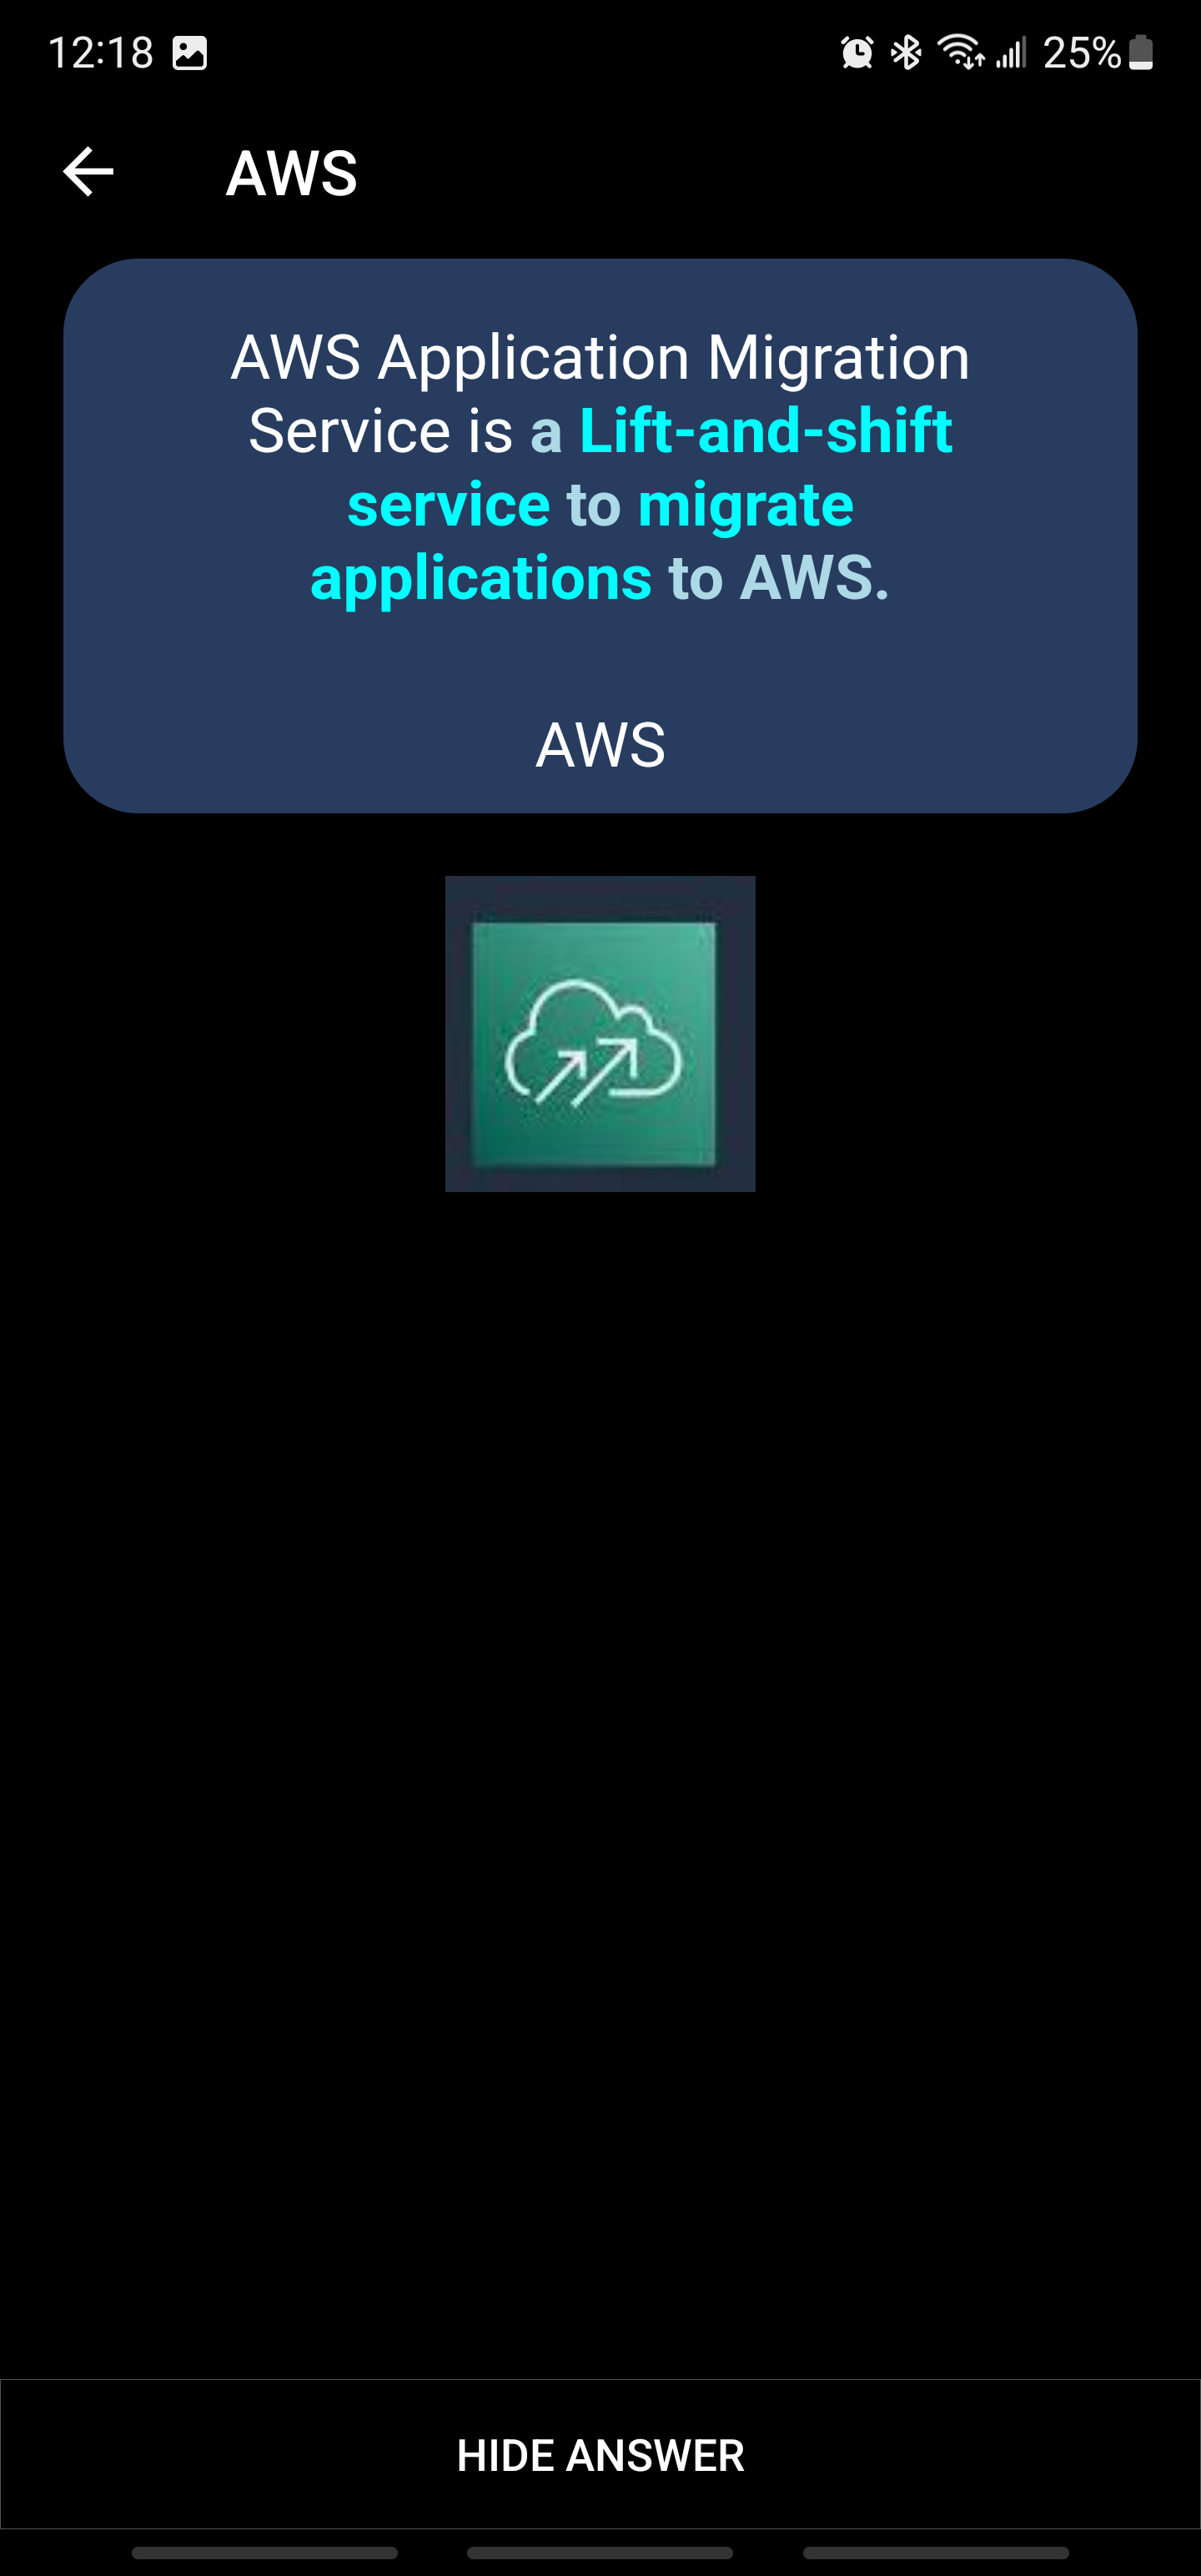 12:18
25%
AWS
AWS Application Migration
Service is a Lift-and-shift
service to migrate
applications to AWS.
AWS
HIDE ANSWER